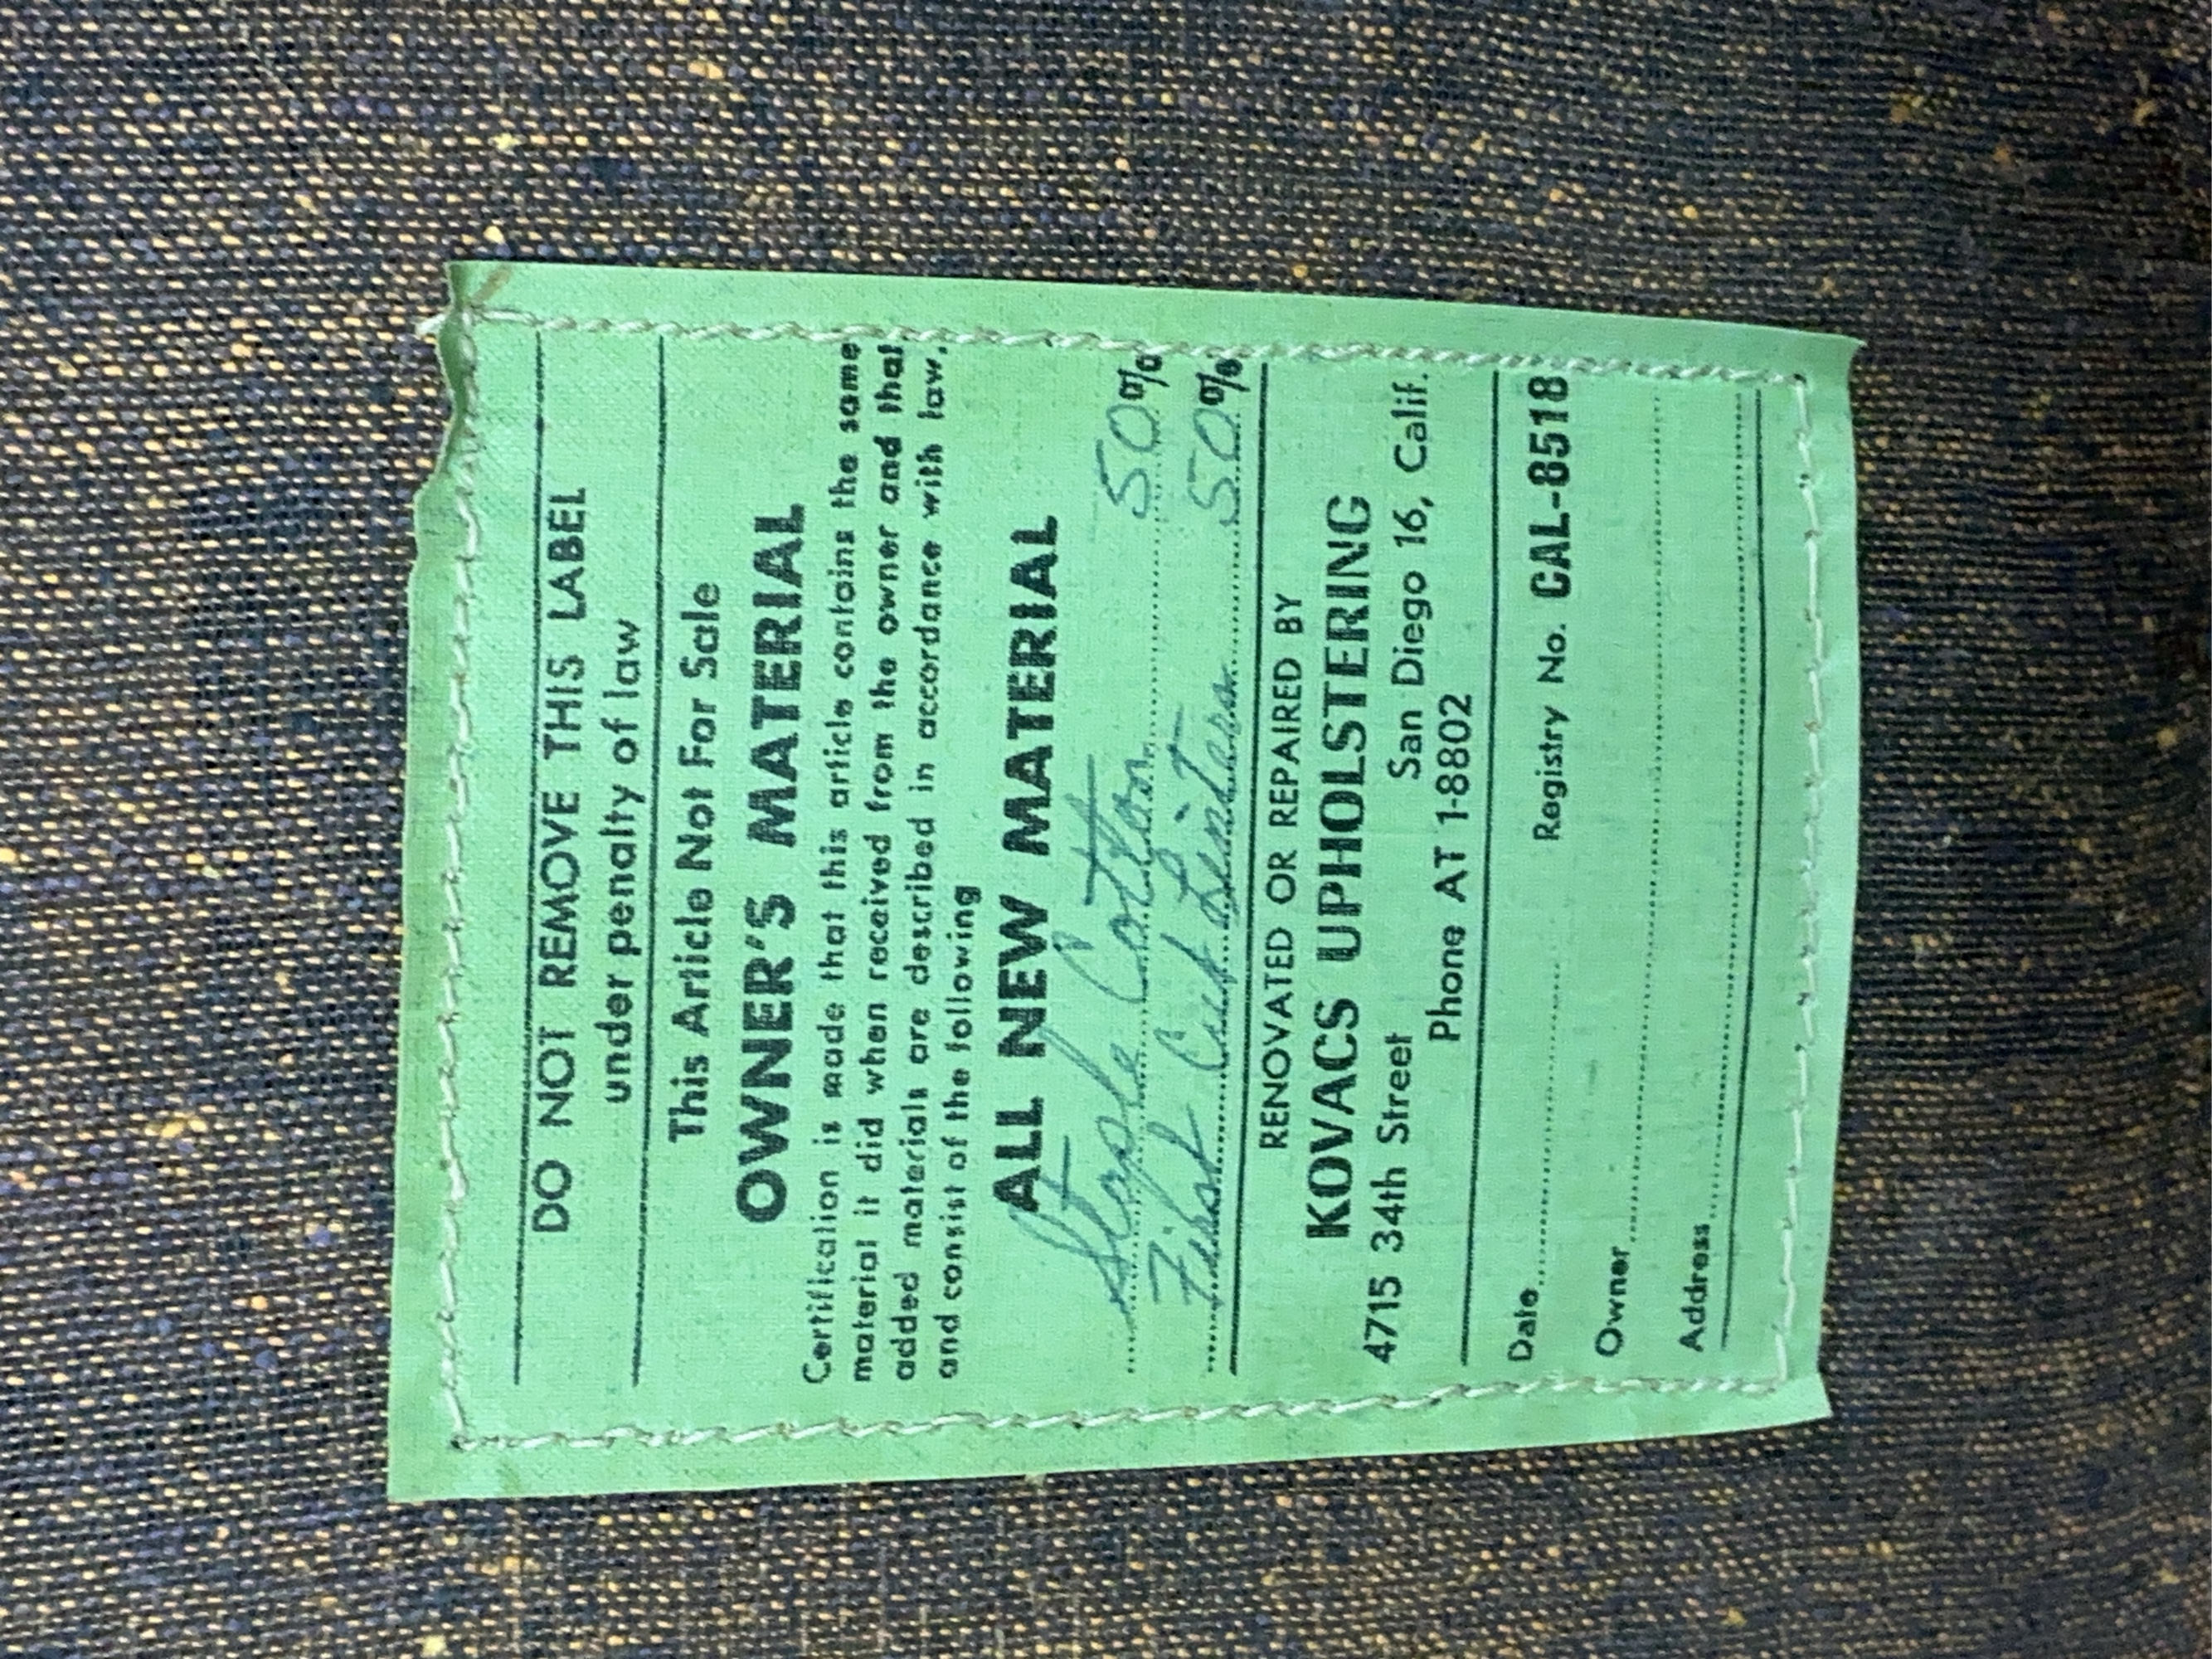 DO NOT REMOVE THIS LABEL
under penalty of law
This Article Not For Sale
OWNER'S MATERIAL
Certification is made that this article contains the same
material it did when received from the owner and that
added materials are described in accordance with law,
and consist of the following
ALL NEW MATERIAL
Staple Cotton 50%
First Cut Linters 50%
RENOVATED OR REPAIRED BY
KOVACS UPHOLSTERING
4715 34th Street San Diego 16, Calif.
Phone AT 1-8802
Date Registry No. CAL-8518
Owner
Address